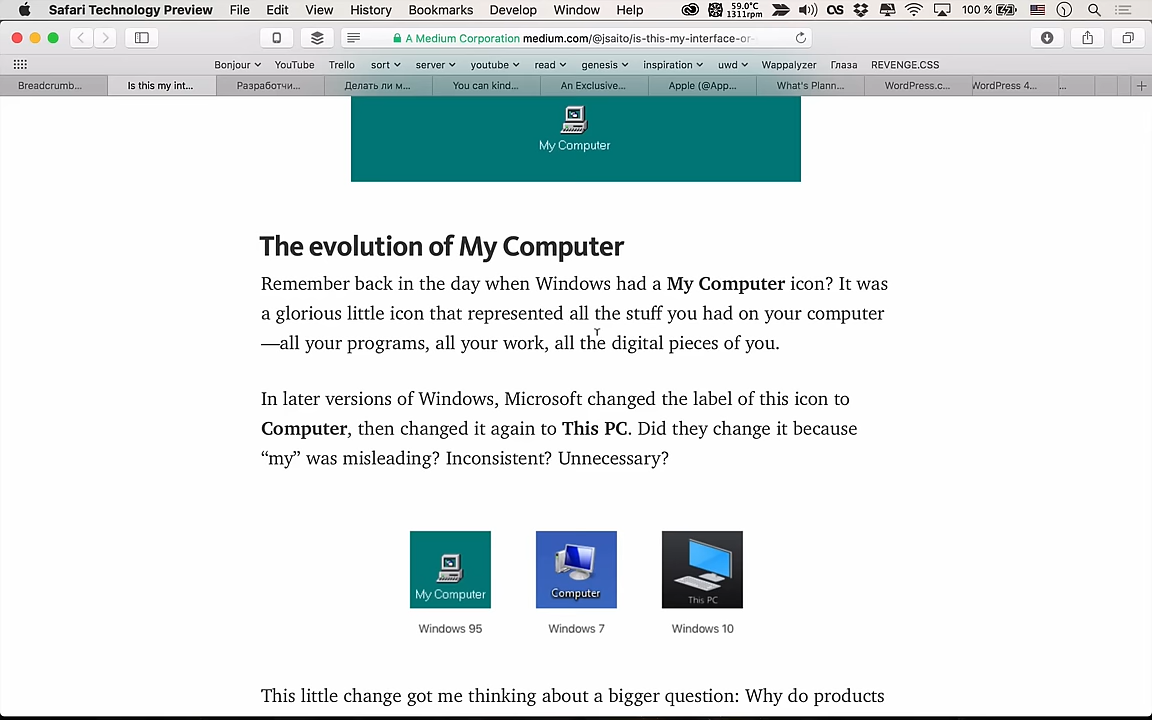 Safari Technology Preview File Edit View History Bookmarks Develop Window Help 59.0°C 1311rpm 100 %
A Medium Corporation medium.com/@jsaito/is-this-my-interface-or-
Bonjour YouTube Trello sort server youtube read genesis inspiration uwd Wappalyzer Глаза REVENGE.CSS
Breadcrumb... Is this my int... Разработчи... Делать ли м... You can kind... An Exclusive... Apple (@App... What's Plann... WordPress.c... WordPress 4... ...
My Computer
The evolution of My Computer
Remember back in the day when Windows had a My Computer icon? It was
a glorious little icon that represented all the stuff you had on your computer
—all your programs, all your work, all the digital pieces of you.
In later versions of Windows, Microsoft changed the label of this icon to
Computer, then changed it again to This PC. Did they change it because
“my” was misleading? Inconsistent? Unnecessary?
My Computer Computer This PC
Windows 95 Windows 7 Windows 10
This little change got me thinking about a bigger question: Why do products